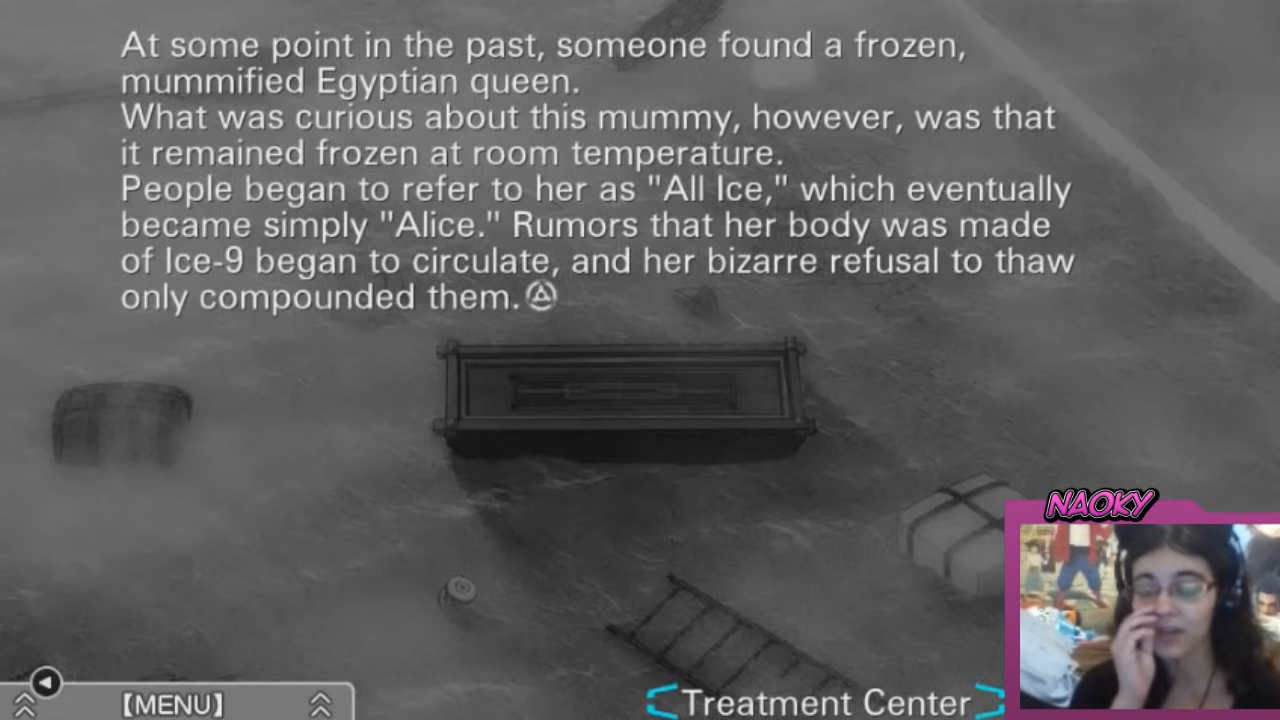 At some point in the past, someone found a frozen,
mummified Egyptian queen.
What was curious about this mummy, however, was that
it remained frozen at room temperature.
People began to refer to her as "All Ice," which eventually
became simply "Alice." Rumors that her body was made
of Ice-9 began to circulate, and her bizarre refusal to thaw
only compounded them.
NAOKY
【MENU】
Treatment Center